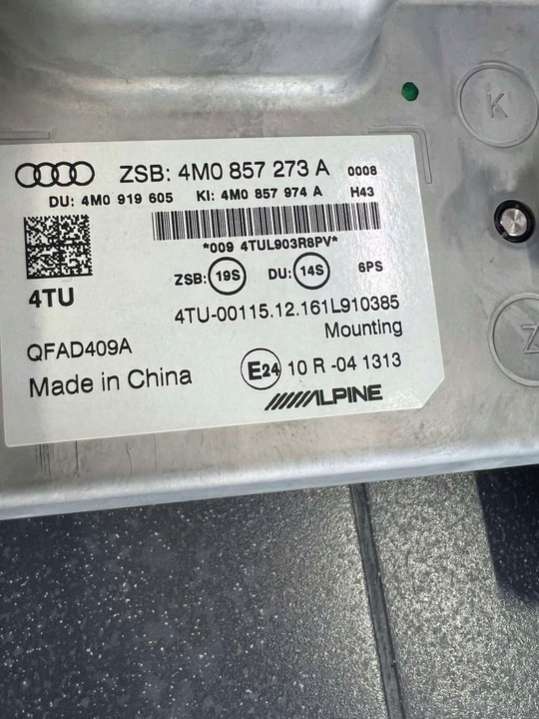 ZSB: 4M0 857 273 A 0008
DU: 4M0 919 605 KI: 4M0 857 974 A H43
*009 4TUL903R8PV*
ZSB: 19S DU: 14S 6PS
4TU
4TU-00115.12.161L910385
Mounting
QFAD409A
Made in China
E24 10 R -04 1313
ALPINE
K
Z